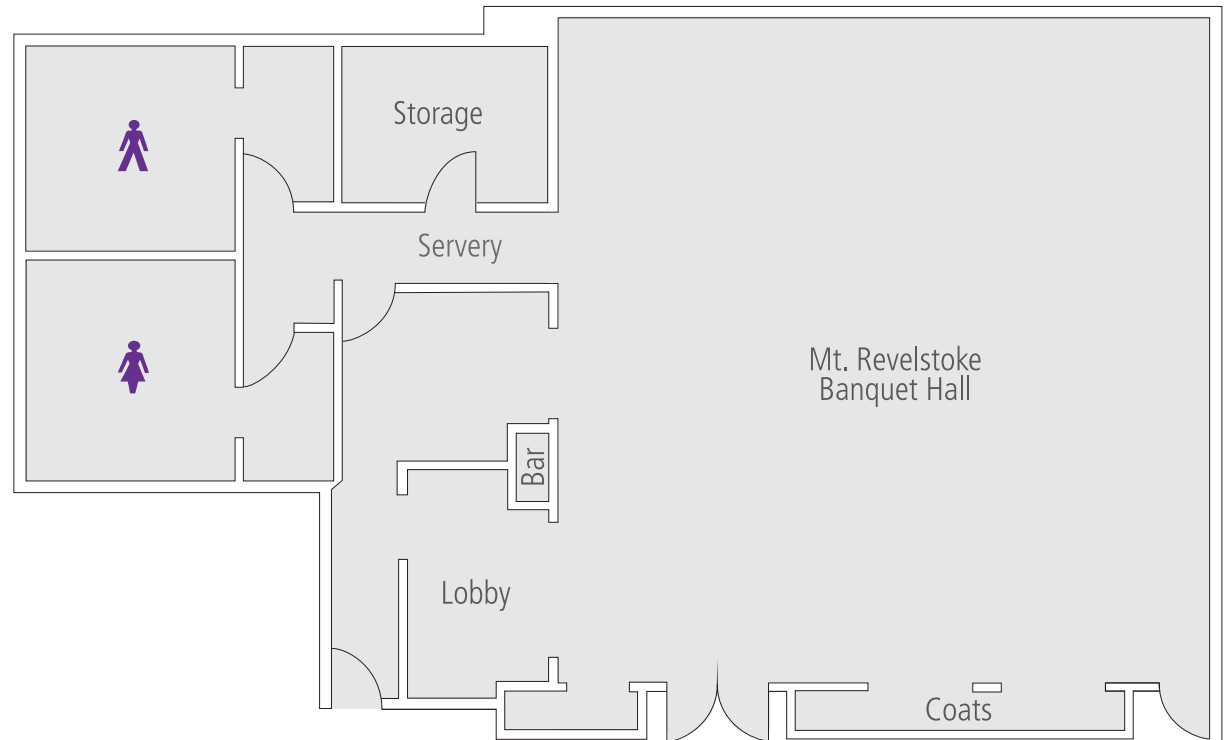 Storage
Servery
Mt. Revelstoke
Banquet Hall
Bar
Lobby
Coats